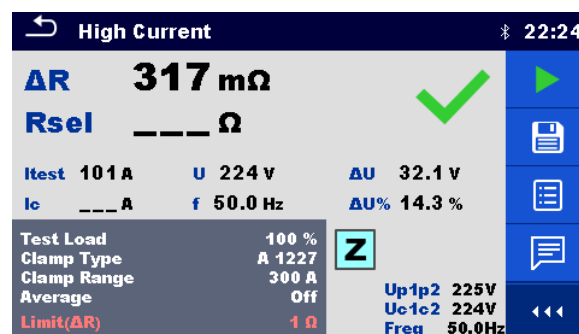 High Current 22:24
ΔR 317 mΩ
Rsel ___ Ω
Itest 101 A U 224 V ΔU 32.1 V
Ic ___ A f 50.0 Hz ΔU% 14.3 %
Test Load 100 %
Clamp Type A 1227
Clamp Range 300 A
Average Off
Limit(ΔR) 1 Ω
Z
Up1p2 225V
Uc1c2 224V
Freq 50.0Hz